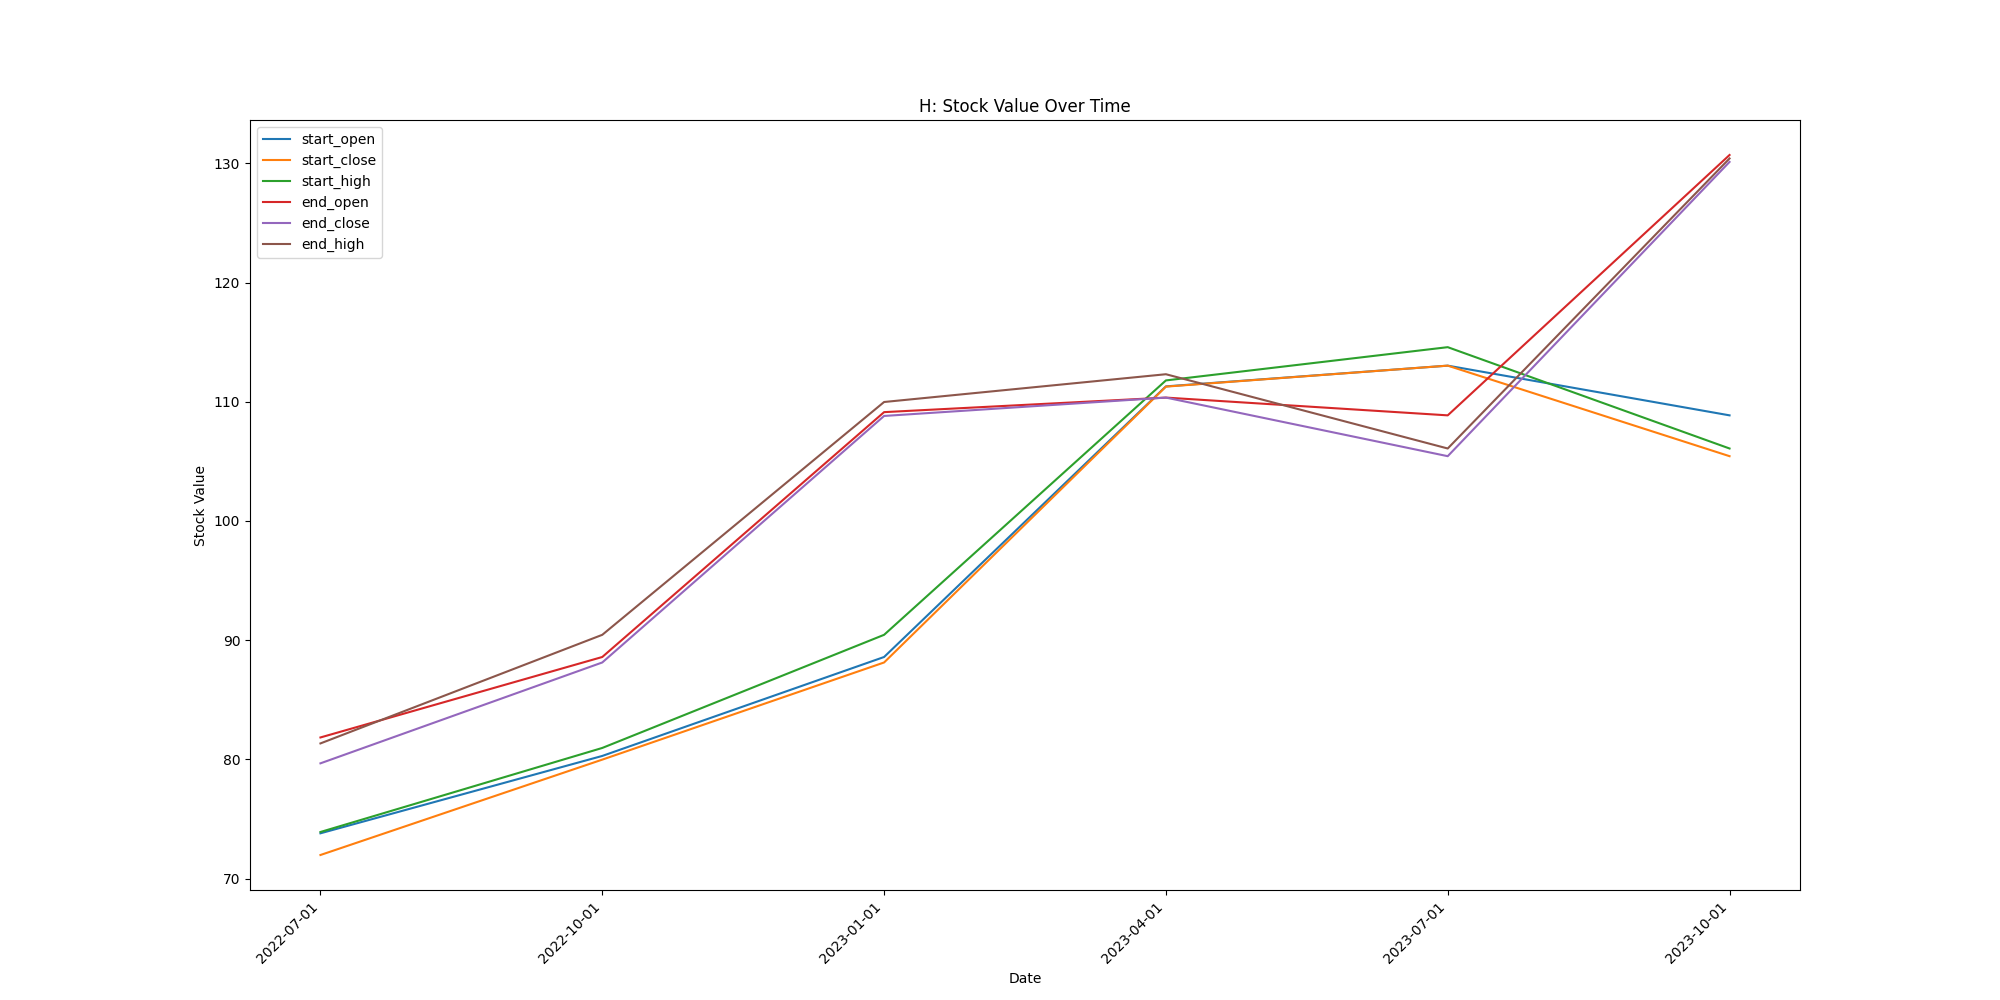 H: Stock Value Over Time
start_open
start_close
start_high
end_open
end_close
end_high
130
120
110
100
90
80
70
Stock Value
2022-07-01
2022-10-01
2023-01-01
2023-04-01
2023-07-01
2023-10-01
Date